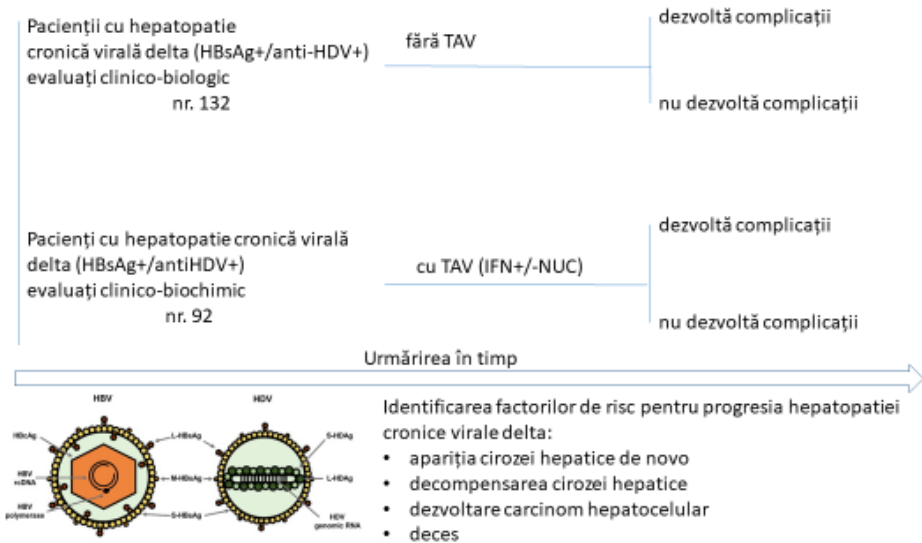 Pacienții cu hepatopatie
cronică virală delta (HBsAg+/anti-HDV+)
evaluați clinico-biologic
nr. 132
fără TAV
dezvoltă complicații
nu dezvoltă complicații
Pacienți cu hepatopatie cronică virală
delta (HBsAg+/antiHDV+)
evaluați clinico-biochimic
nr. 92
cu TAV (IFN+/-NUC)
dezvoltă complicații
nu dezvoltă complicații
Urmărirea în timp
HBV
HDV
HBcAg
HBV
rcDNA
HBV
polymerase
L-HBsAg
M-HBsAg
S-HBsAg
S-HDAg
L-HDAg
HDV
genomic RNA
Identificarea factorilor de risc pentru progresia hepatopatiei
cronice virale delta:
• apariția cirozei hepatice de novo
• decompensarea cirozei hepatice
• dezvoltare carcinom hepatocelular
• deces